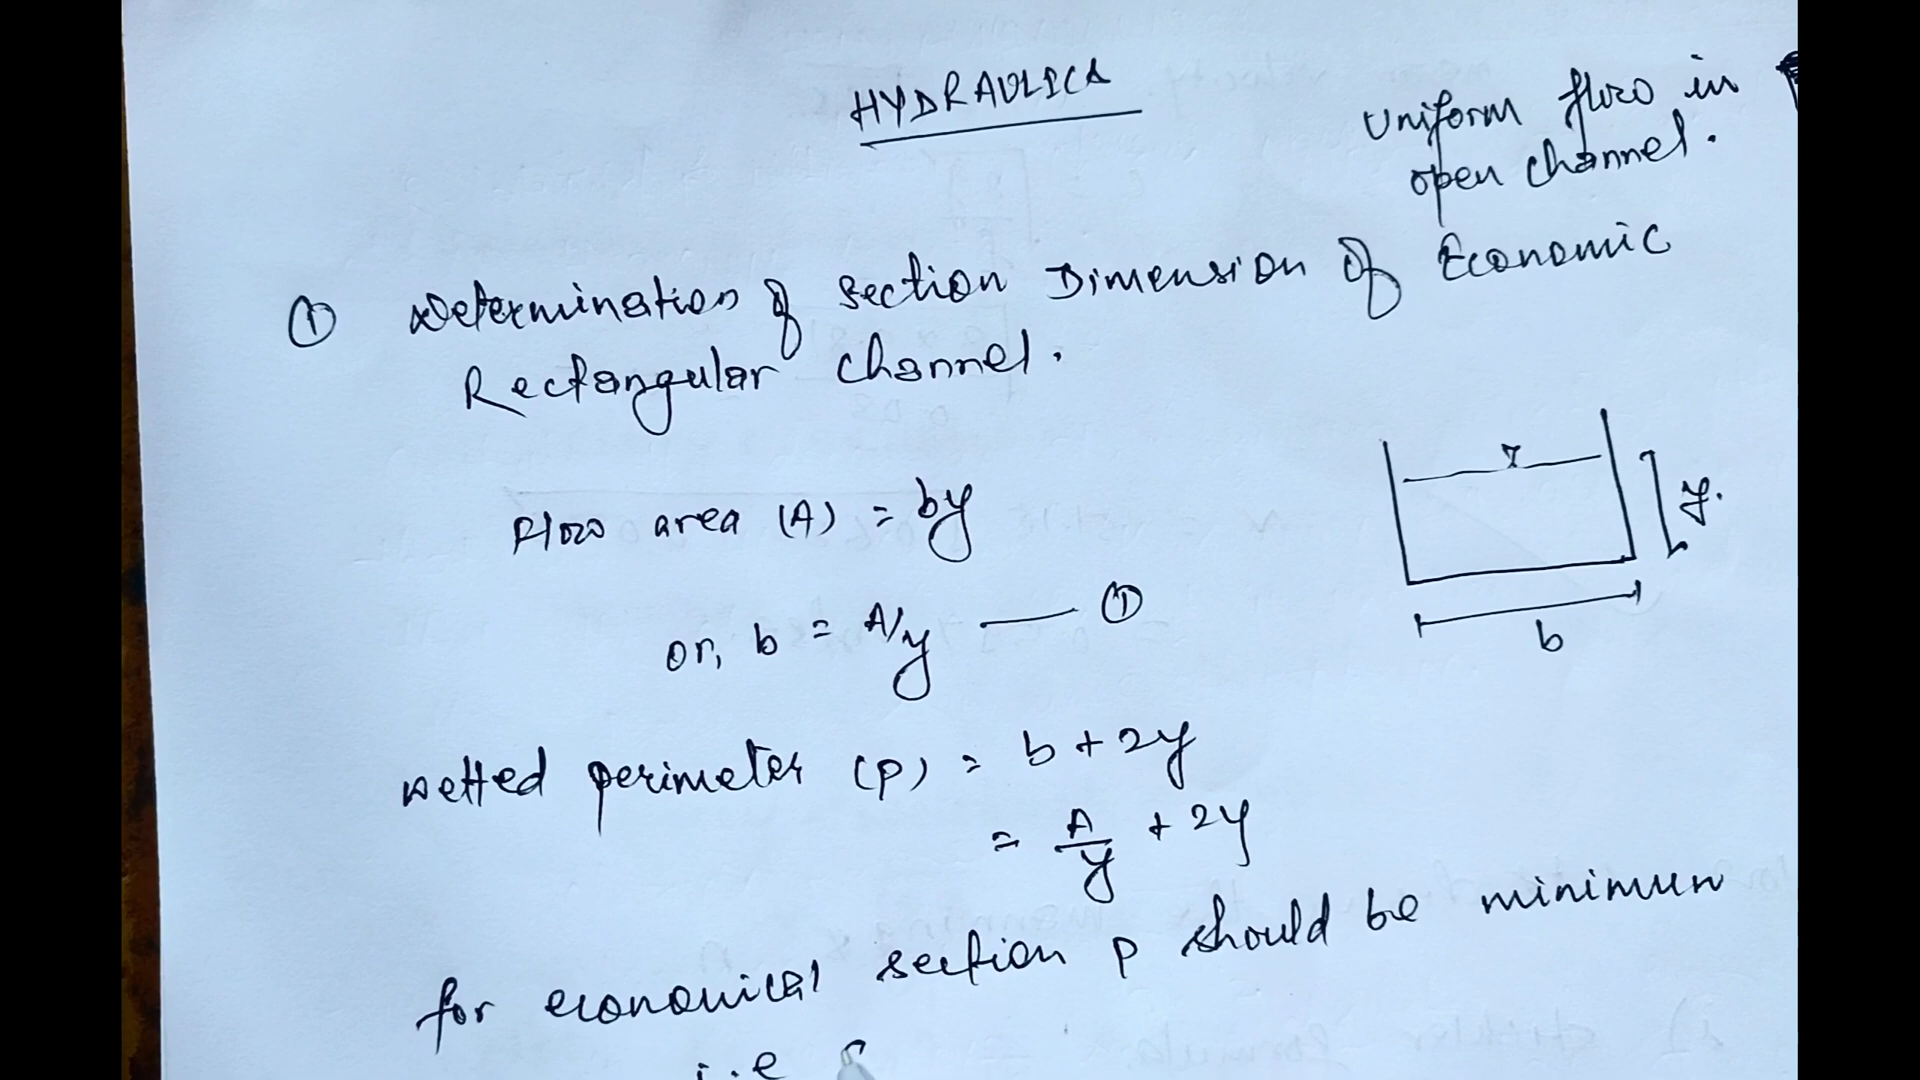 HYDRAULICS
Uniform flow in
open channel.
① Determination of section Dimension of Economic
Rectangular channel.
Flow area (A) = by
or, b = A/y — ①
y.
b
wetted perimeter (P) = b + 2y
= A/y + 2y
for economical section P should be minimum
i.e